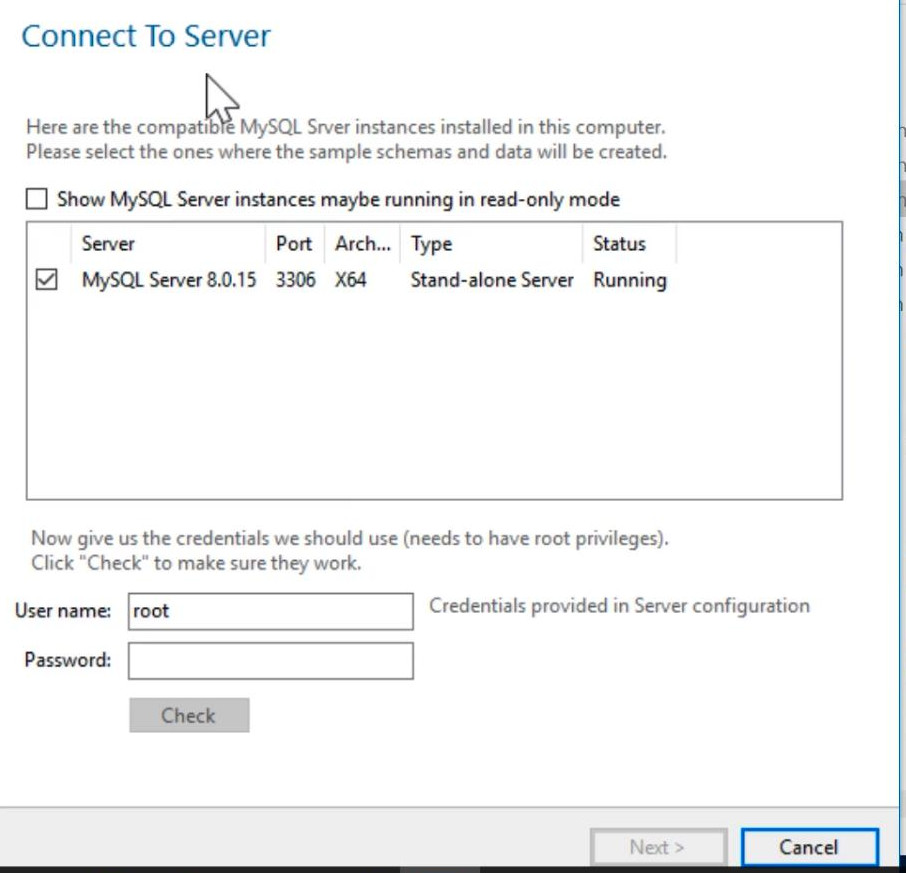 Connect To Server
Here are the compatible MySQL Srver instances installed in this computer.
Please select the ones where the sample schemas and data will be created.
Show MySQL Server instances maybe running in read-only mode
Server Port Arch... Type Status
MySQL Server 8.0.15 3306 X64 Stand-alone Server Running
Now give us the credentials we should use (needs to have root privileges).
Click "Check" to make sure they work.
User name: root Credentials provided in Server configuration
Password:
Check
Next > Cancel